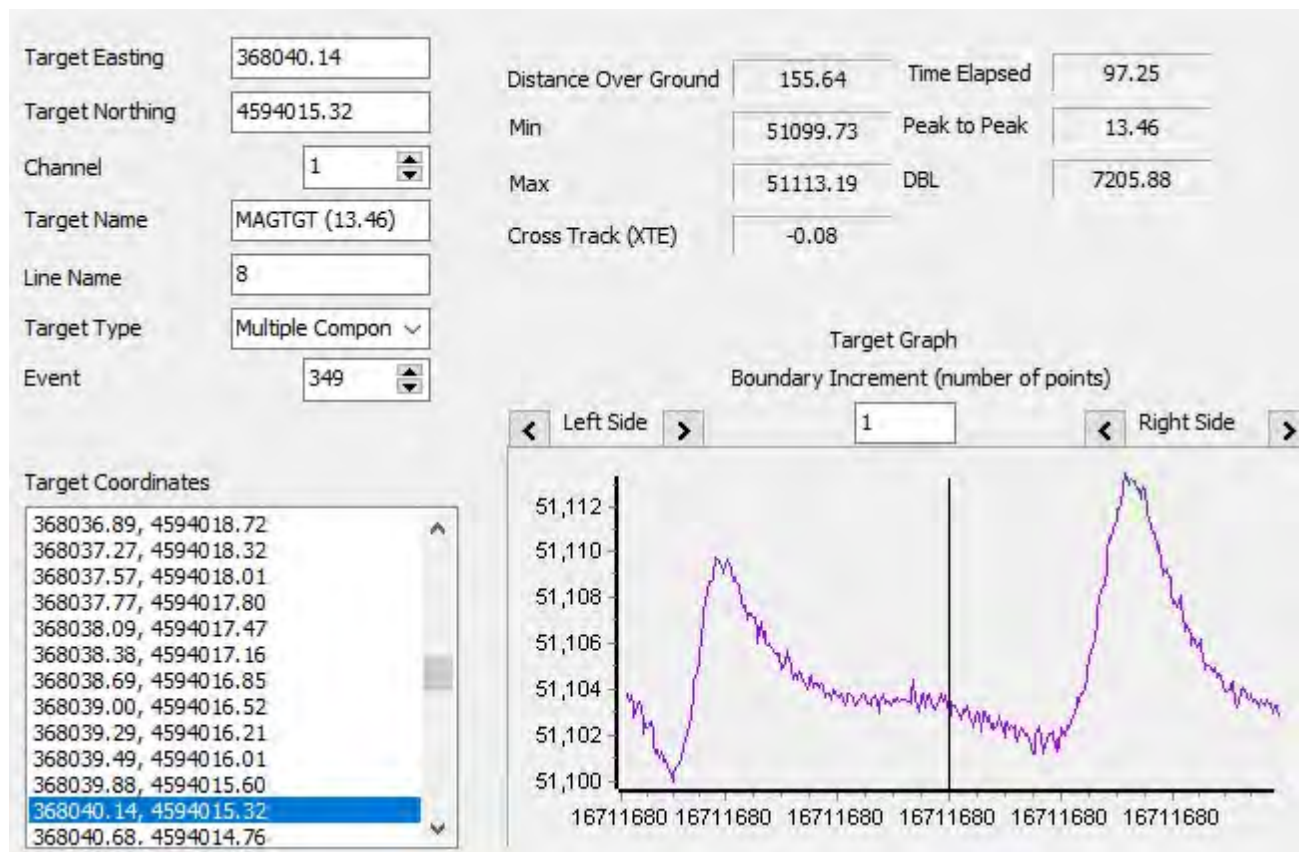 Target Easting 368040.14
Target Northing 4594015.32
Channel 1
Target Name MAGTGT (13.46)
Line Name 8
Target Type Multiple Compon
Event 349
Distance Over Ground 155.64 Time Elapsed 97.25
Min 51099.73 Peak to Peak 13.46
Max 51113.19 DBL 7205.88
Cross Track (XTE) -0.08
Target Graph
Boundary Increment (number of points)
< Left Side > 1 < Right Side >
Target Coordinates
368036.89, 4594018.72
368037.27, 4594018.32
368037.57, 4594018.01
368037.77, 4594017.80
368038.09, 4594017.47
368038.38, 4594017.16
368038.69, 4594016.85
368039.00, 4594016.52
368039.29, 4594016.21
368039.49, 4594016.01
368039.88, 4594015.60
368040.14, 4594015.32
368040.68, 4594014.76
51,112
51,110
51,108
51,106
51,104
51,102
51,100
16711680 16711680 16711680 16711680 16711680 16711680